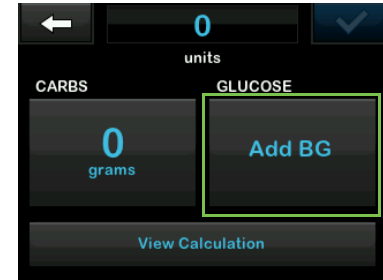 0
units
CARBS GLUCOSE
0
grams
Add BG
View Calculation